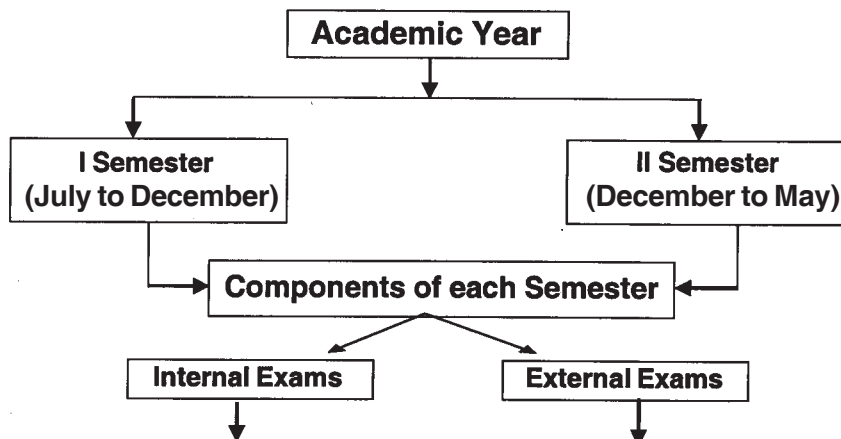 Academic Year
I Semester
(July to December)
II Semester
(December to May)
Components of each Semester
Internal Exams
External Exams